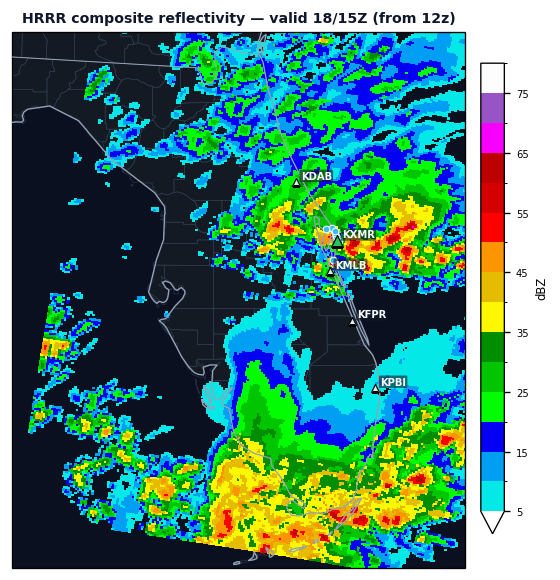 HRRR composite reflectivity — valid 18/15Z (from 12z)
KDAB
KXMR
KMLB
KFPR
KPBI
75
65
55
45
35
25
15
5
dBZ